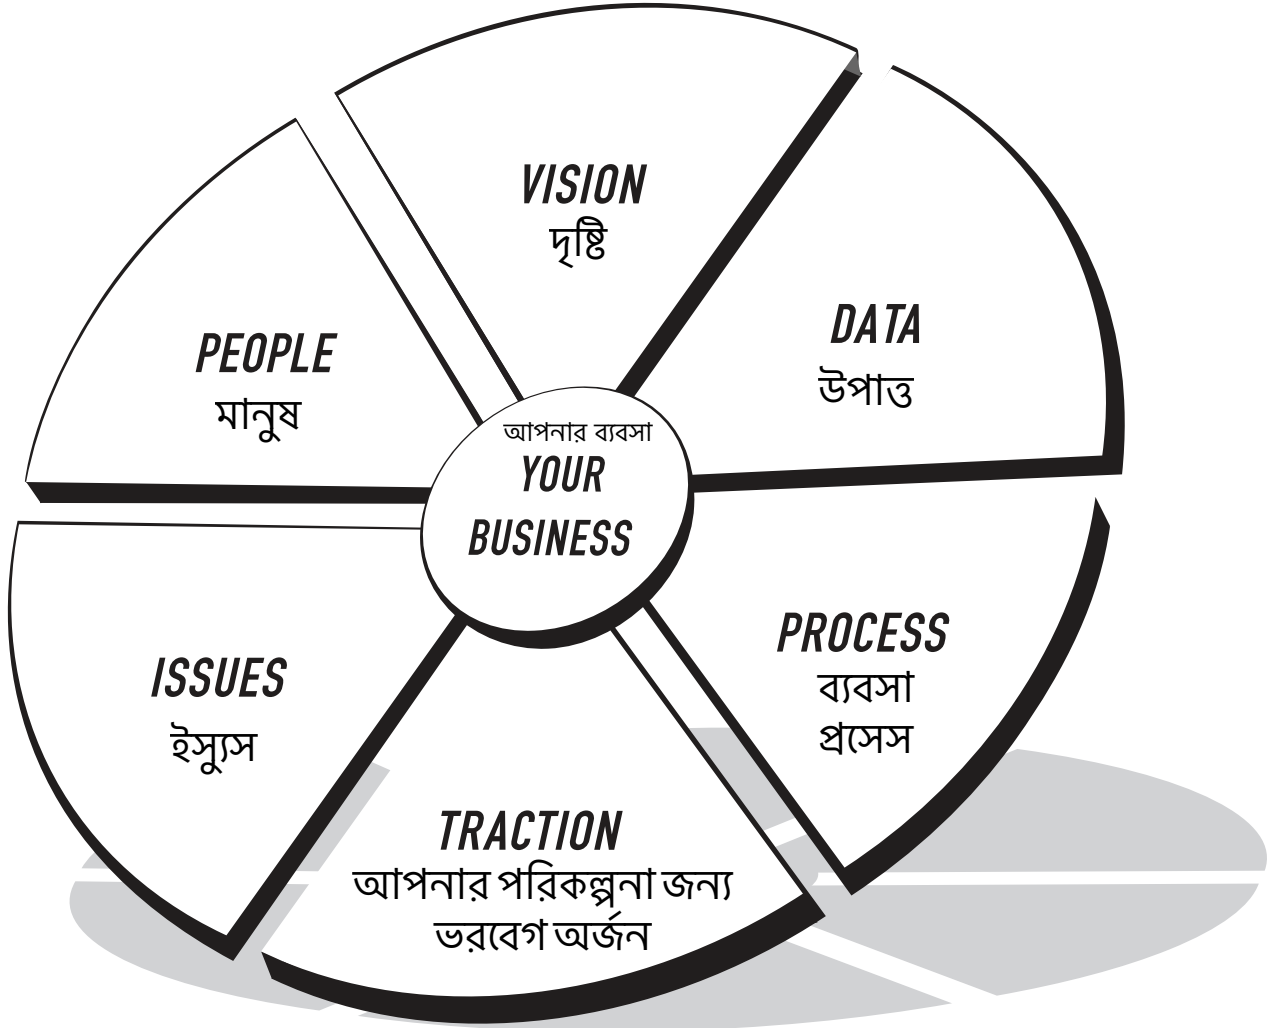 VISION
দৃষ্টি
DATA
উপাত্ত
PEOPLE
মানুষ
আপনার ব্যবসা
YOUR
BUSINESS
PROCESS
ব্যবসা
প্রসেস
ISSUES
ইস্যুস
TRACTION
আপনার পরিকল্পনা জন্য
ভরবেগ অর্জন